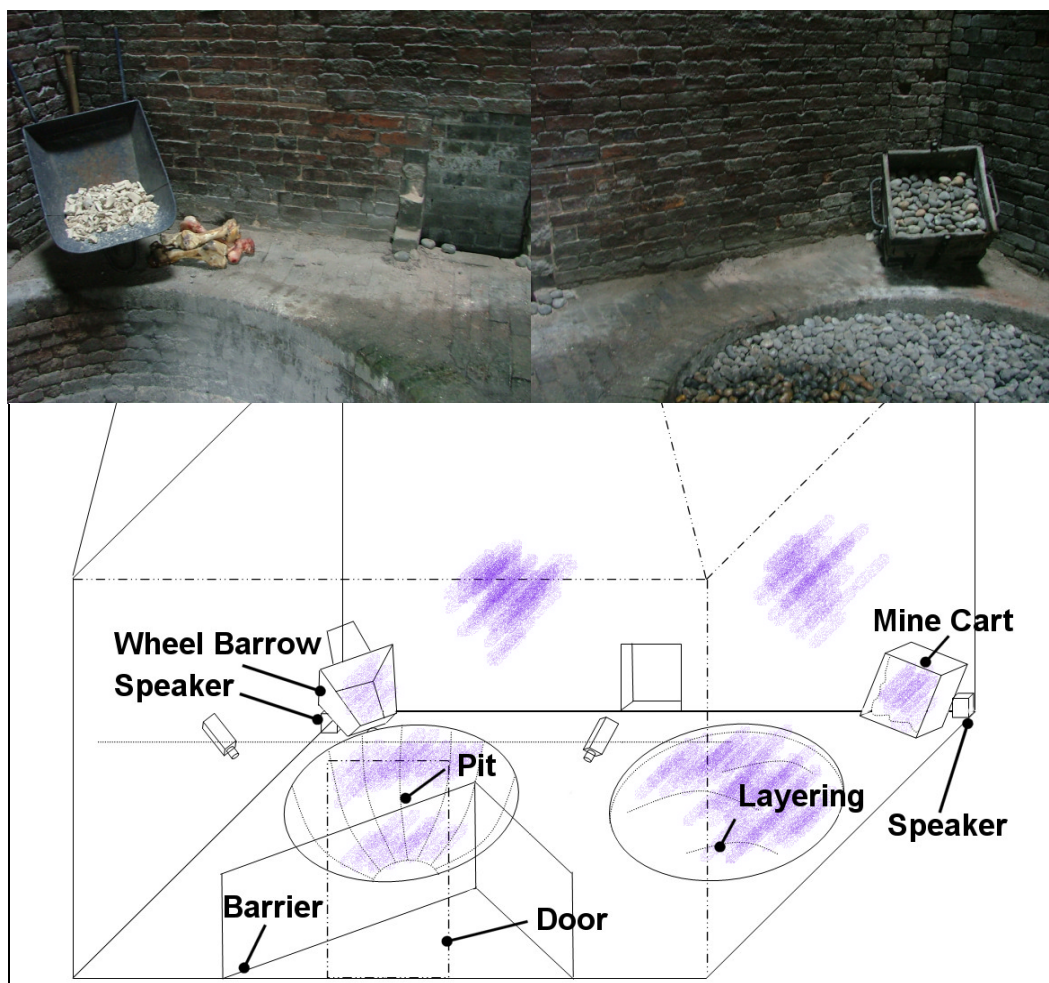 Mine Cart
Wheel Barrow
Speaker
Pit
Layering
Speaker
Barrier
Door